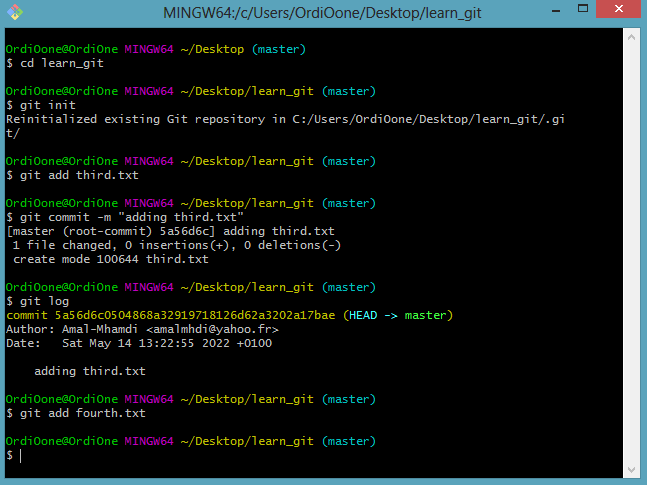 MINGW64:/c/Users/OrdiOone/Desktop/learn_git
OrdiOone@OrdiOne MINGW64 ~/Desktop (master)
$ cd learn_git
OrdiOone@OrdiOne MINGW64 ~/Desktop/learn_git (master)
$ git init
Reinitialized existing Git repository in C:/Users/OrdiOone/Desktop/learn_git/.gi
t/
OrdiOone@OrdiOne MINGW64 ~/Desktop/learn_git (master)
$ git add third.txt
OrdiOone@OrdiOne MINGW64 ~/Desktop/learn_git (master)
$ git commit -m "adding third.txt"
[master (root-commit) 5a56d6c] adding third.txt
 1 file changed, 0 insertions(+), 0 deletions(-)
 create mode 100644 third.txt
OrdiOone@OrdiOne MINGW64 ~/Desktop/learn_git (master)
$ git log
commit 5a56d6c0504868a32919718126d62a3202a17bae (HEAD -> master)
Author: Amal-Mhamdi <amalmhdi@yahoo.fr>
Date:   Sat May 14 13:22:55 2022 +0100
    adding third.txt
OrdiOone@OrdiOne MINGW64 ~/Desktop/learn_git (master)
$ git add fourth.txt
OrdiOone@OrdiOne MINGW64 ~/Desktop/learn_git (master)
$